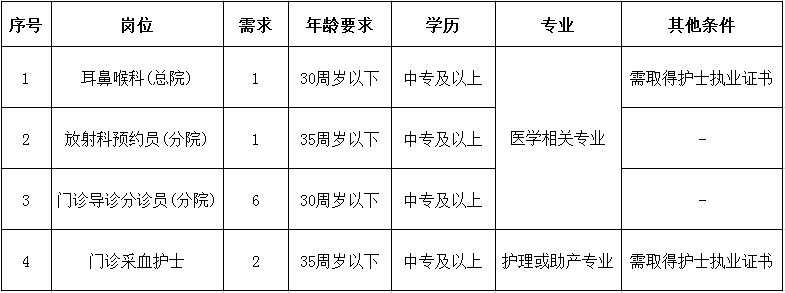 序号 岗位 需求 年龄要求 学历 专业 其他条件
1 耳鼻喉科(总院) 1 30周岁以下 中专及以上 需取得护士执业证书
2 放射科预约员(分院) 1 35周岁以下 中专及以上 医学相关专业 -
3 门诊导诊分诊员(分院) 6 30周岁以下 中专及以上 -
4 门诊采血护士 2 35周岁以下 中专及以上 护理或助产专业 需取得护士执业证书